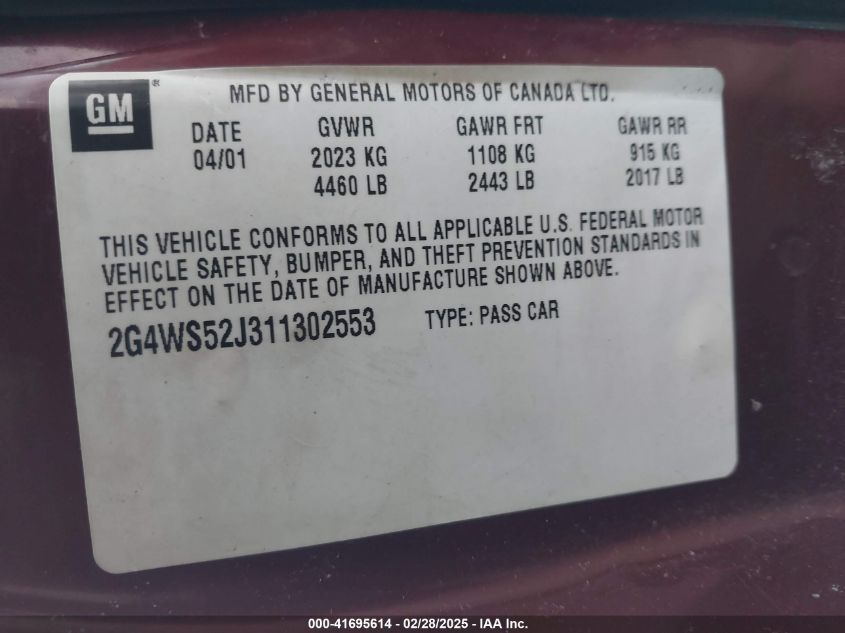 GM ®
MFD BY GENERAL MOTORS OF CANADA LTD.
DATE GVWR GAWR FRT GAWR RR
04/01 2023 KG 1108 KG 915 KG
4460 LB 2443 LB 2017 LB
THIS VEHICLE CONFORMS TO ALL APPLICABLE U.S. FEDERAL MOTOR
VEHICLE SAFETY, BUMPER, AND THEFT PREVENTION STANDARDS IN
EFFECT ON THE DATE OF MANUFACTURE SHOWN ABOVE.
2G4WS52J311302553 TYPE: PASS CAR
000-41695614 - 02/28/2025 - IAA Inc.